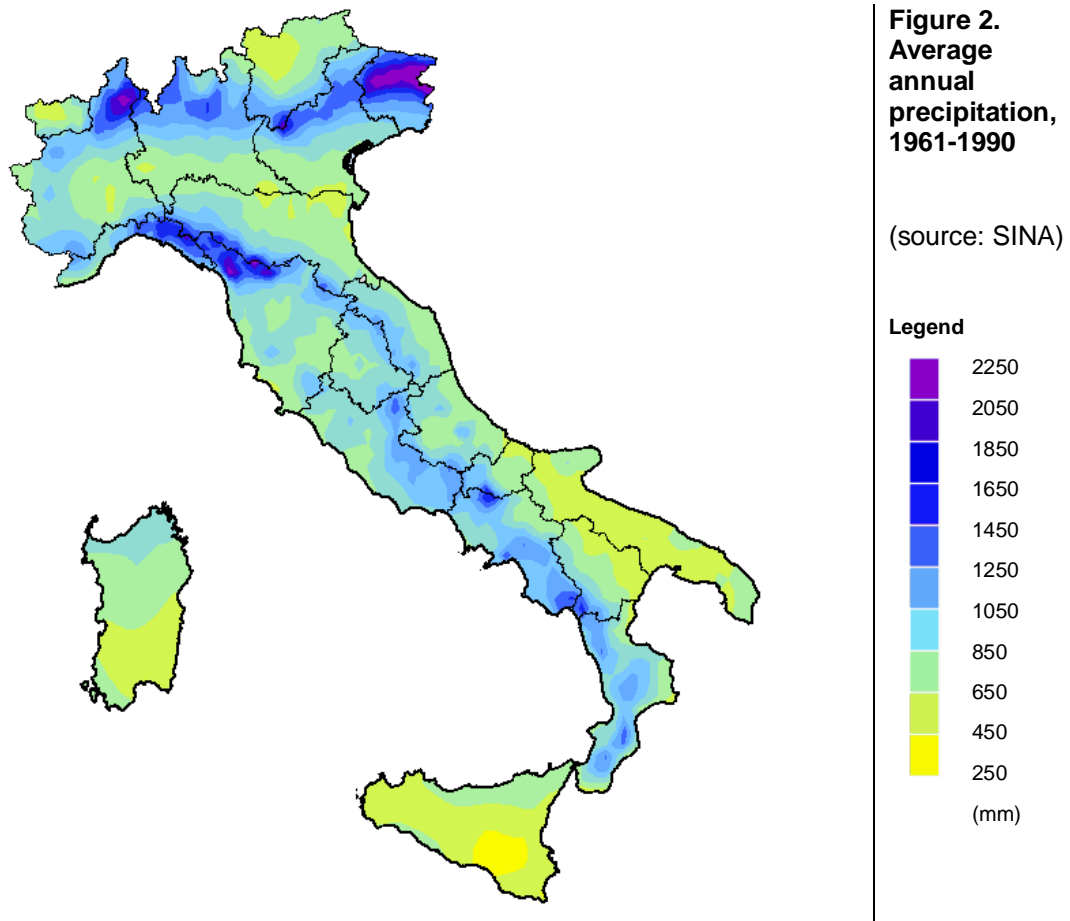 Figure 2.
Average
annual
precipitation,
1961-1990
(source: SINA)
Legend
2250
2050
1850
1650
1450
1250
1050
850
650
450
250
(mm)